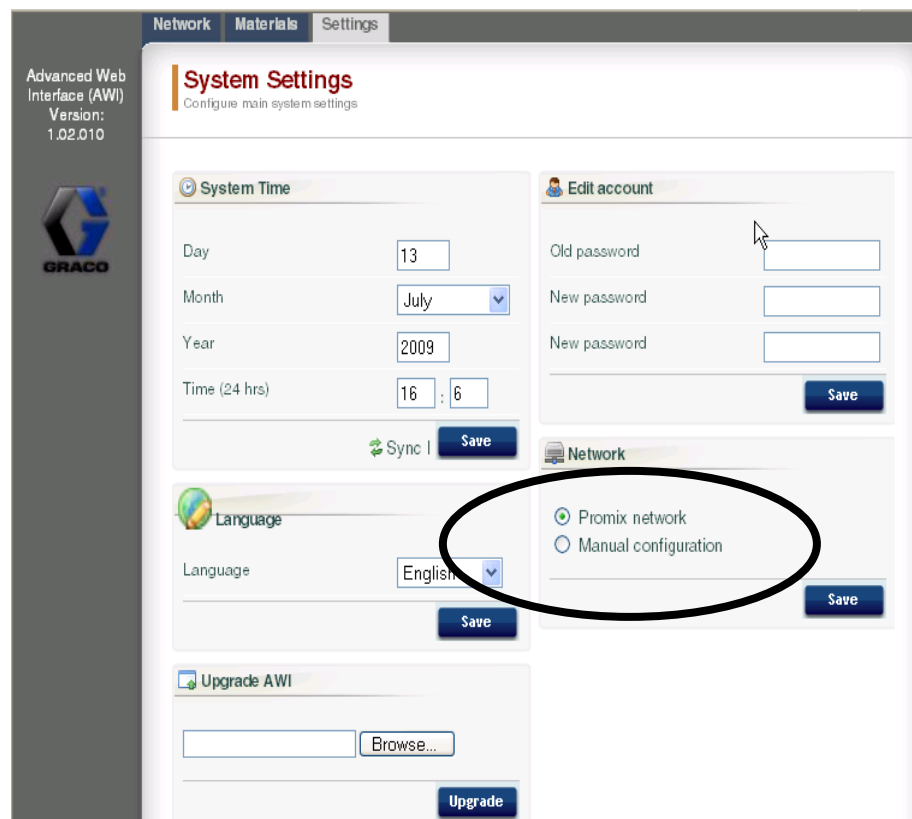 Network Materials Settings
Advanced Web
Interface (AWI)
Version:
1.02.010
GRACO
System Settings
Configure main system settings
System Time
Day 13
Month July
Year 2009
Time (24 hrs) 16 : 6
Sync I Save
Language
Language English
Save
Upgrade AWI
Browse...
Upgrade
Edit account
Old password
New password
New password
Save
Network
Promix network
Manual configuration
Save